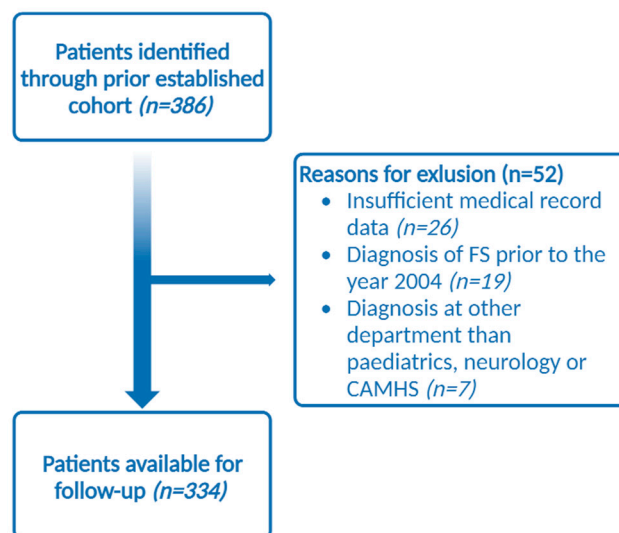 Patients identified
through prior established
cohort (n=386)
Reasons for exlusion (n=52)
• Insufficient medical record
data (n=26)
• Diagnosis of FS prior to the
year 2004 (n=19)
• Diagnosis at other
department than
paediatrics, neurology or
CAMHS (n=7)
Patients available for
follow-up (n=334)